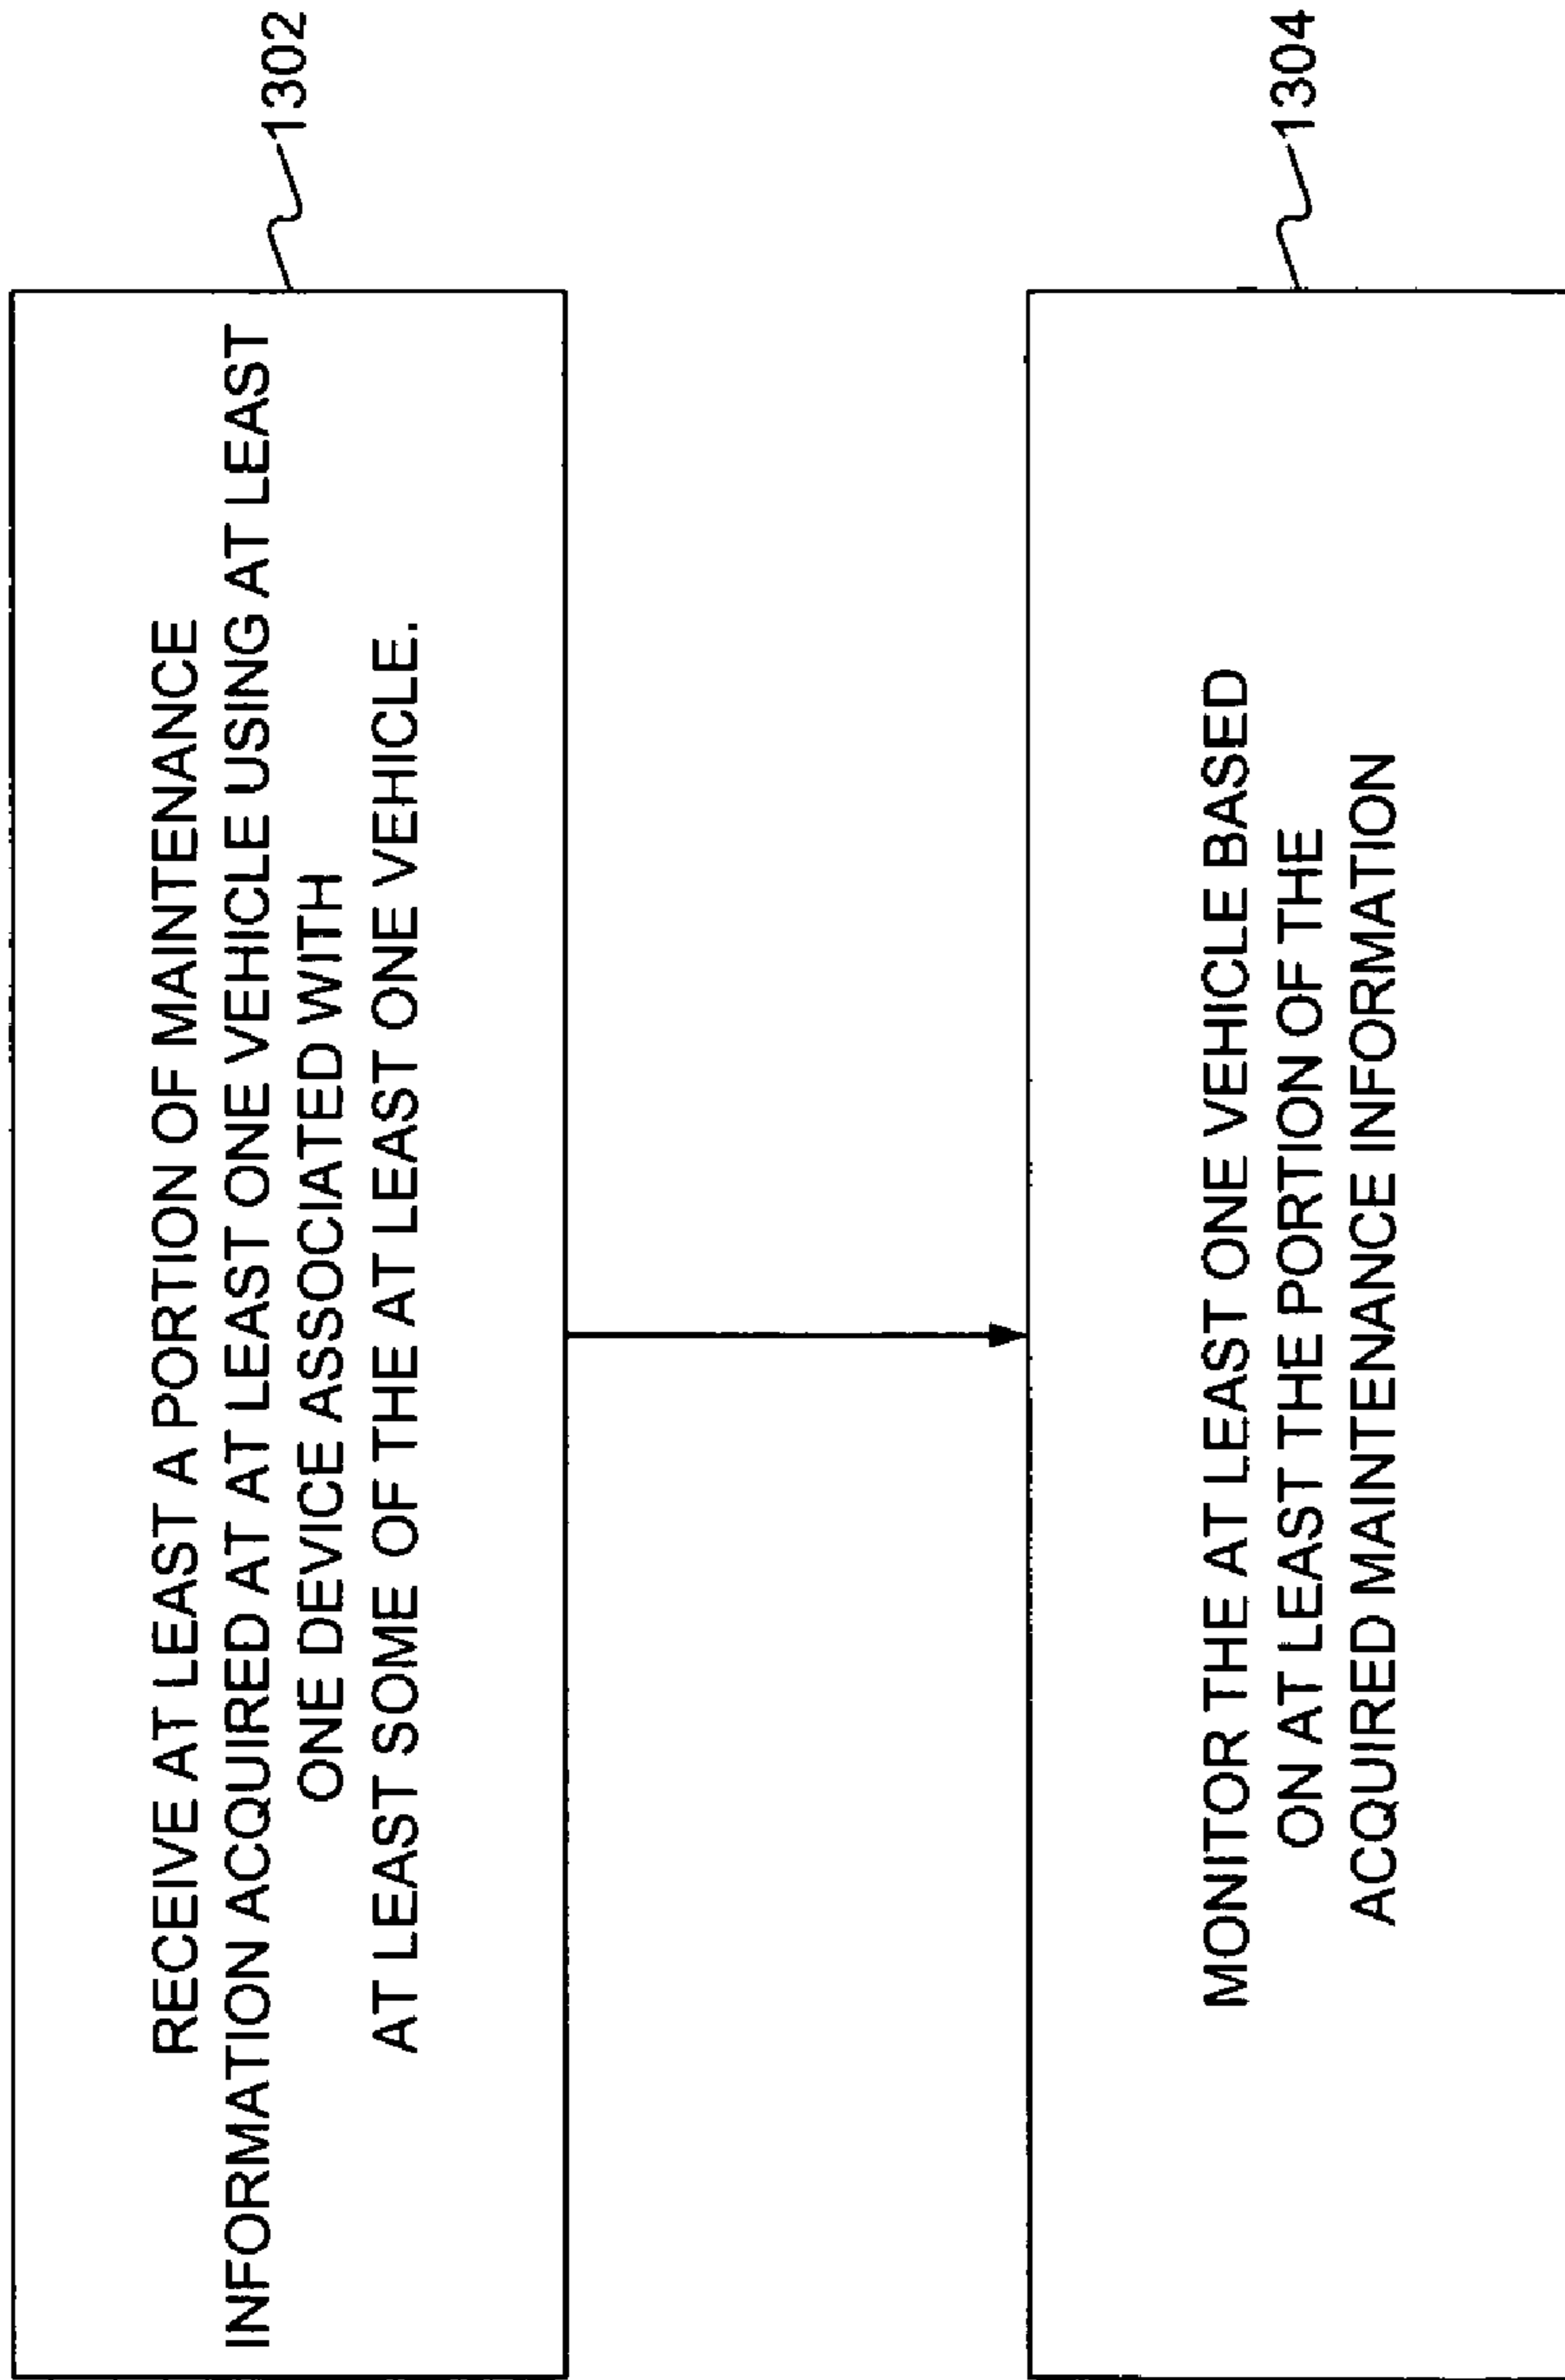 RECEIVE AT LEAST A PORTION OF MAINTENANCE
INFORMATION ACQUIRED AT AT LEAST ONE VEHICLE USING AT LEAST
ONE DEVICE ASSOCIATED WITH
AT LEAST SOME OF THE AT LEAST ONE VEHICLE.
1302
MONITOR THE AT LEAST ONE VEHICLE BASED
ON AT LEAST THE PORTION OF THE
ACQUIRED MAINTENANCE INFORMATION
1304